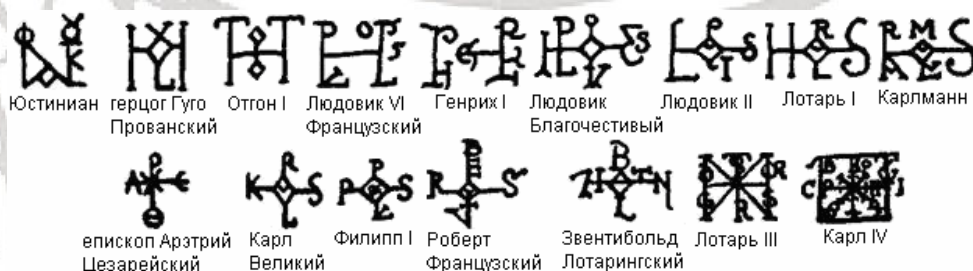 Юстиниан
герцог Гуго
Прованский
Оттон I
Людовик VI
Французский
Генрих I
Людовик
Благочестивый
Людовик II
Лотарь I
Карлманн
епископ Арэтрий
Цезарейский
Карл
Великий
Филипп I
Роберт
Французский
Звентибольд
Лотарингский
Лотарь III
Карл IV